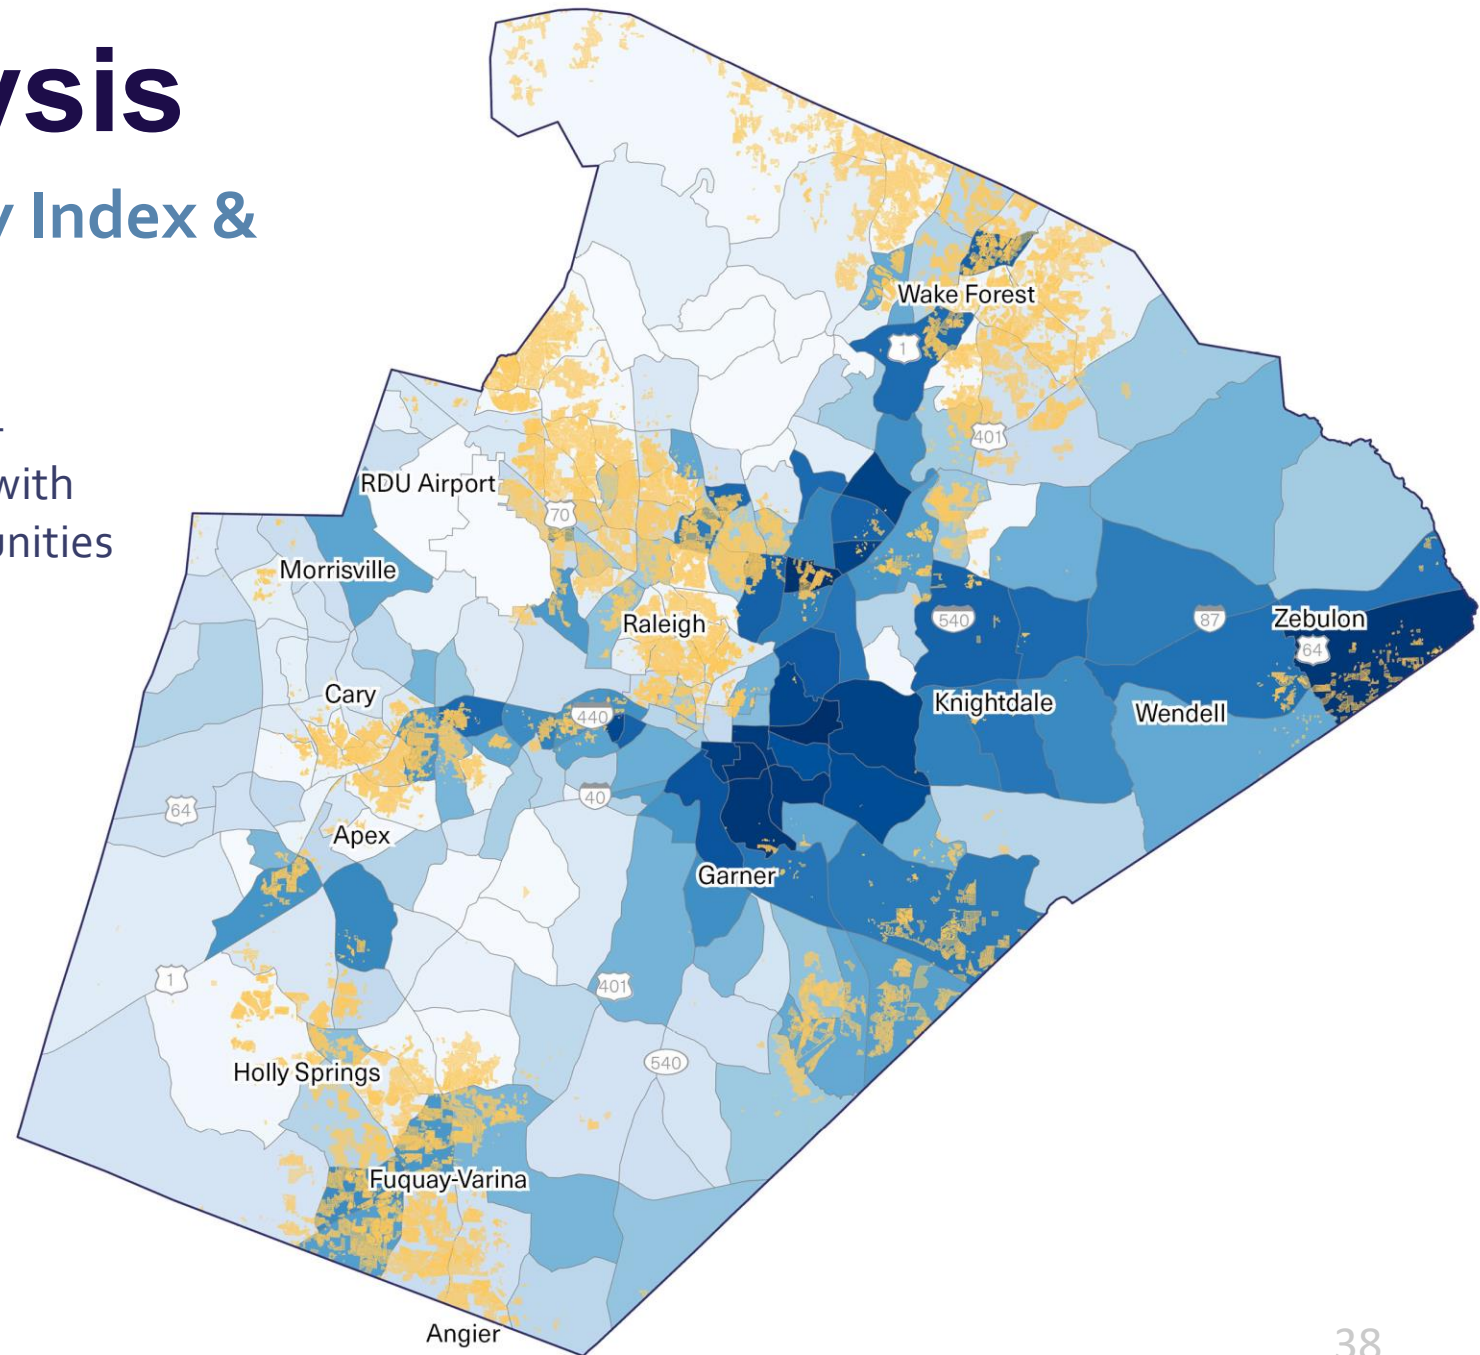 ysis
y Index &
with
unities
Wake Forest
1
401
RDU Airport
70
Morrisville
Raleigh
540
87
Zebulon
64
Cary
440
Knightdale
Wendell
40
64
Apex
Garner
1
401
540
Holly Springs
Fuquay-Varina
Angier
38